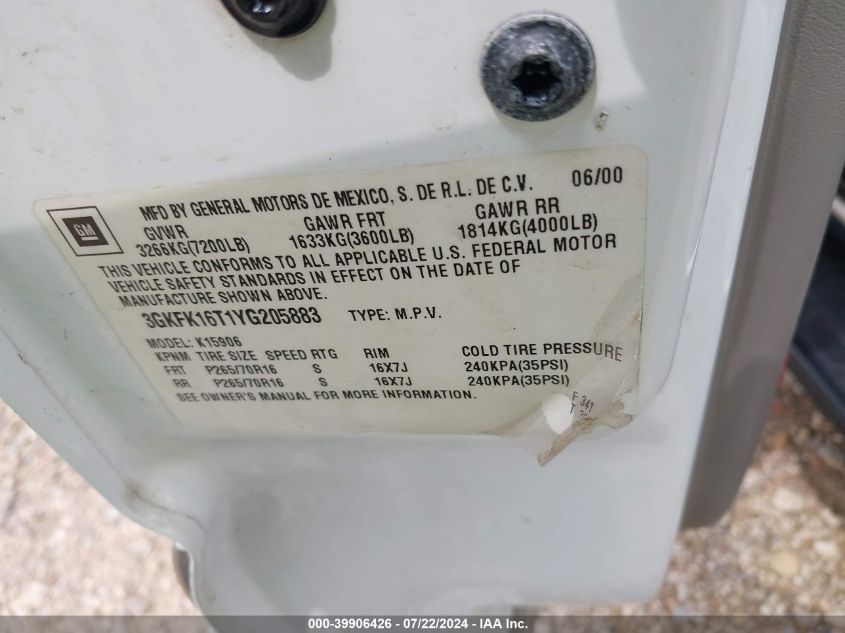 MFD BY GENERAL MOTORS DE MEXICO, S. DE R.L. DE C.V. 06/00
GM
GVWR GAWR FRT GAWR RR
3266KG(7200LB) 1633KG(3600LB) 1814KG(4000LB)
THIS VEHICLE CONFORMS TO ALL APPLICABLE U.S. FEDERAL MOTOR
VEHICLE SAFETY STANDARDS IN EFFECT ON THE DATE OF
MANUFACTURE SHOWN ABOVE.
3GKFK16T1YG205883 TYPE: M.P.V.
MODEL: K15906
KPNM TIRE SIZE SPEED RTG RIM COLD TIRE PRESSURE
FRT P265/70R16 S 16X7J 240KPA(35PSI)
RR P265/70R16 S 16X7J 240KPA(35PSI)
SEE OWNER'S MANUAL FOR MORE INFORMATION.
F 341
T
000-39906426 - 07/22/2024 - IAA Inc.